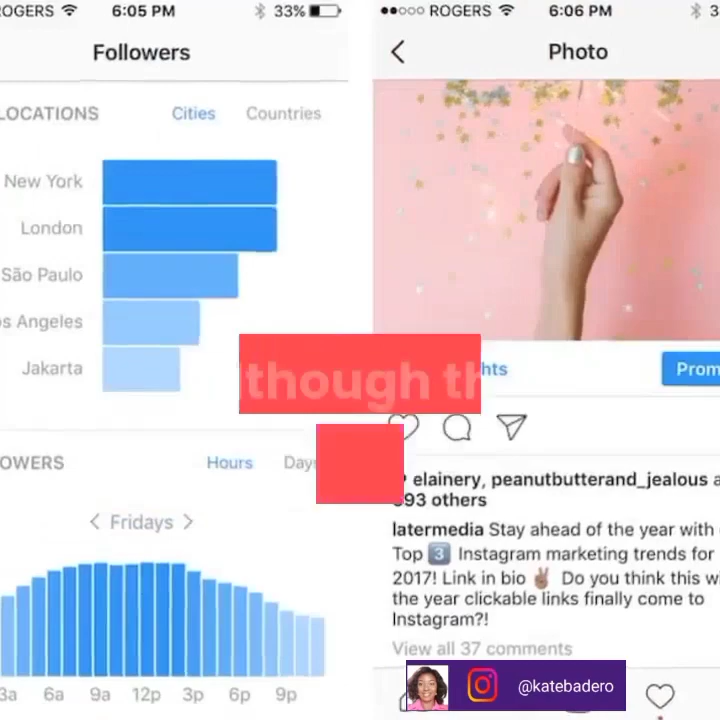 ROGERS 6:05 PM 33%
Followers
LOCATIONS Cities Countries
New York
London
São Paulo
Jakarta
Hours
Fridays
3a 6a 9a 12p 3p 6p 9p
ROGERS 6:06 PM
Photo
though
elainery, peanutbutterand_jealous
others
latermedia Stay ahead of the year with
Top 3 Instagram marketing trends for
2017! Link in bio Do you think this
the year clickable links finally come to
Instagram?!
View all 37 comments
@katebadero